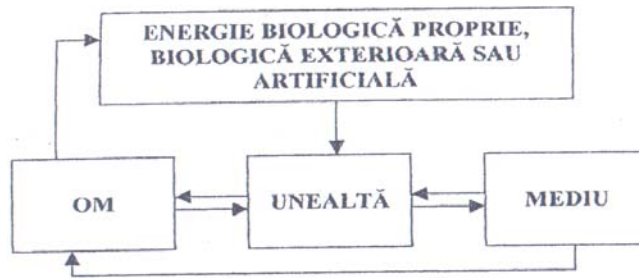 ENERGIE BIOLOGICĂ PROPRIE,
BIOLOGICĂ EXTERIOARĂ SAU
ARTIFICIALĂ
OM
UNEALTĂ
MEDIU